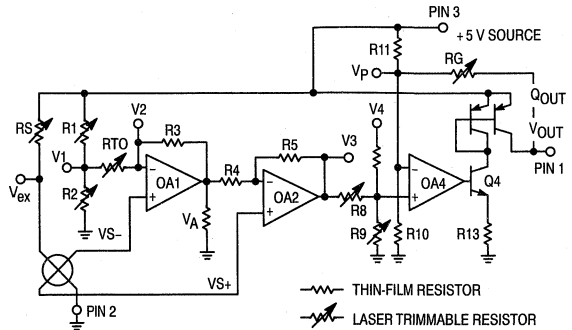 PIN 3
+ 5 V SOURCE
R11
RG
VP
QOUT
VOUT
PIN 1
RS
R1
V2
R3
V4
RTO
V1
R5
V3
R4
OA1
OA2
OA4
Q4
R2
Vex
VS–
VA
R8
R9
R10
R13
VS+
PIN 2
THIN-FILM RESISTOR
LASER TRIMMABLE RESISTOR